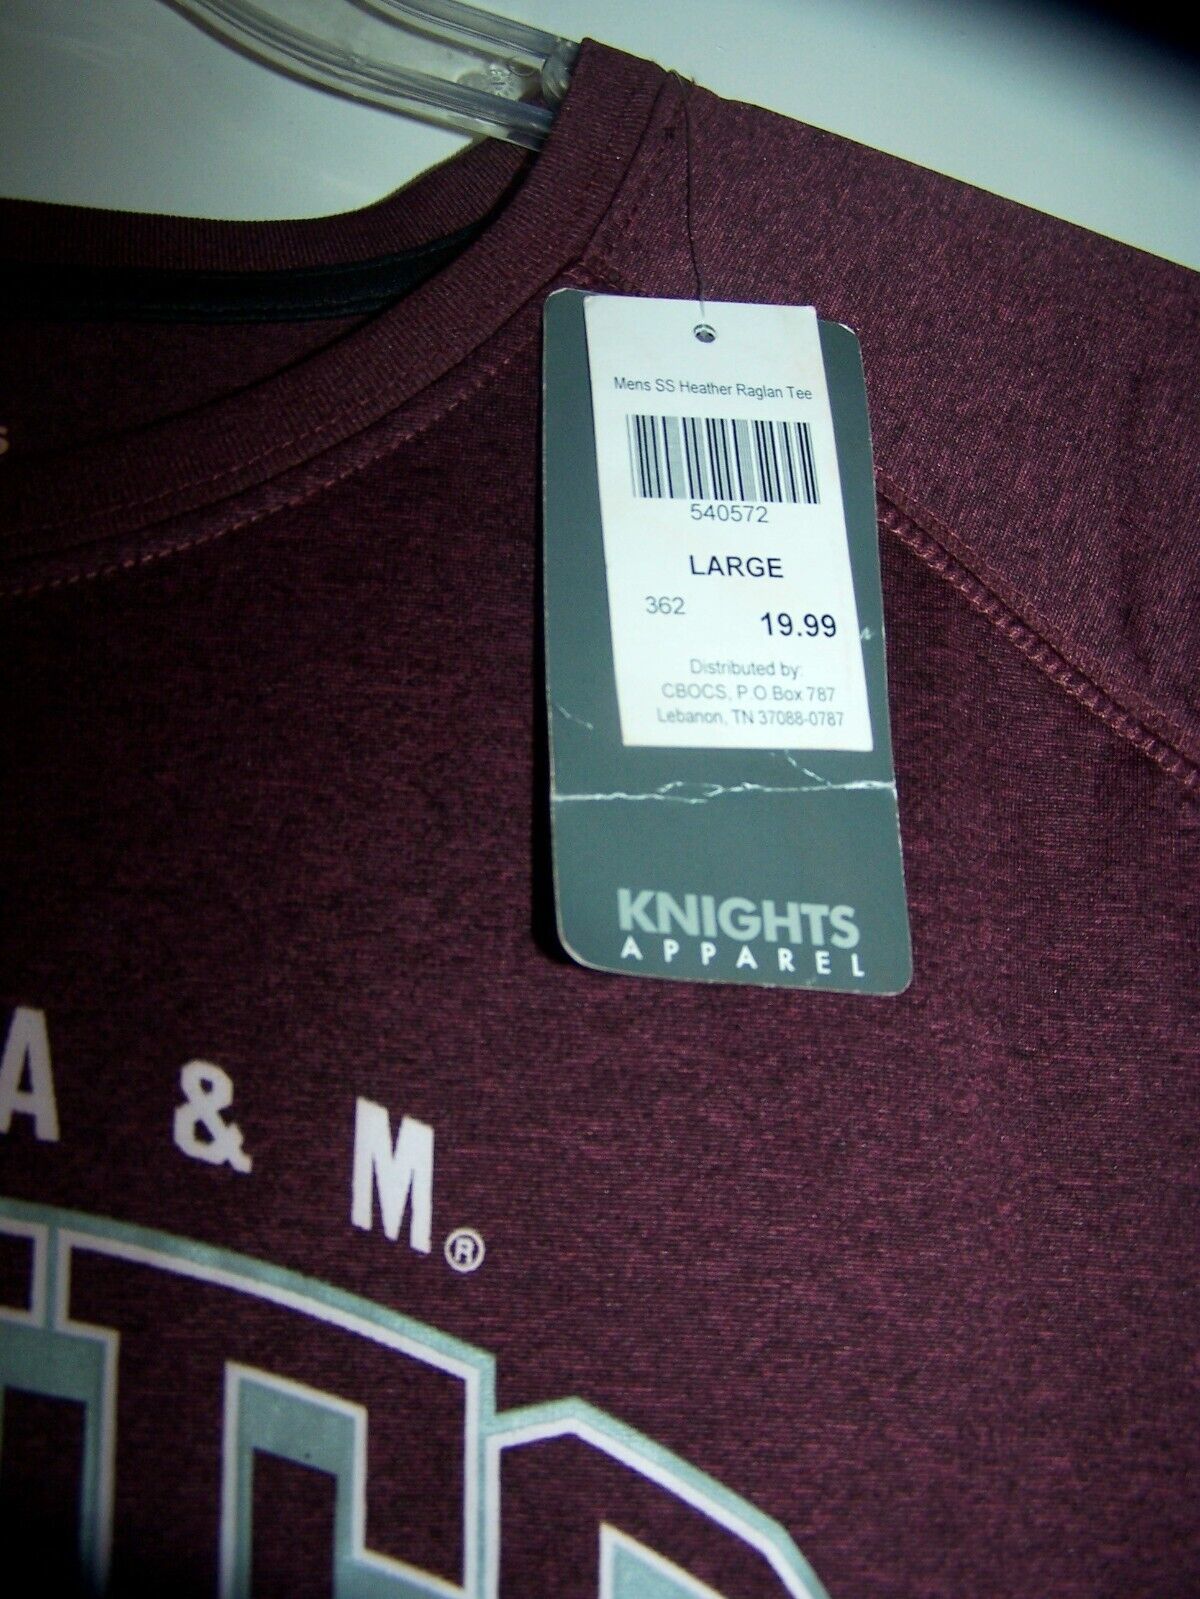 Mens SS Heather Raglan Tee
540572
LARGE
362
19.99
Distributed by:
CBOCS, P.O.Box 787
Lebanon, TN 37088-0787
KNIGHTS
APPAREL
A & M®